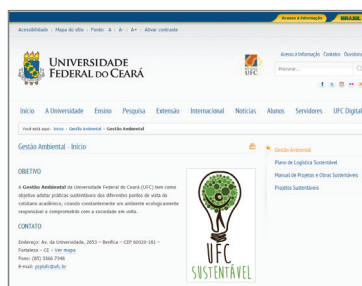 Acesso à Informação BRASIL
Acessibilidade | Mapa do sítio | Fonte: A | A- | A+ | Ativar contraste
UNIVERSIDADE
FEDERAL DO CEARÁ
UFC
Acesso à Informação Contatos Ouvidoria
Procurar...
Início A Universidade Ensino Pesquisa Extensão Internacional Notícias Alunos Servidores UFC Digital
Você está aqui: Início › Gestão Ambiental › Gestão Ambiental
Gestão Ambiental - Início
OBJETIVO
A Gestão Ambiental da Universidade Federal do Ceará (UFC) tem como
objetivo adotar práticas sustentáveis dos diferentes pontos de vista do
cotidiano acadêmico, criando constantemente um ambiente ecologicamente
responsável e comprometido com a sociedade em volta.
CONTATO
Endereço: Av. da Universidade, 2853 – Benfica – CEP 60020-181 –
Fortaleza – CE – Ver mapa
Fone: (85) 3366 7348
E-mail:
UFC
SUSTENTÁVEL
Gestão Ambiental
Plano de Logística Sustentável
Manual de Projetos e Obras Sustentáveis
Projetos Sustentáveis